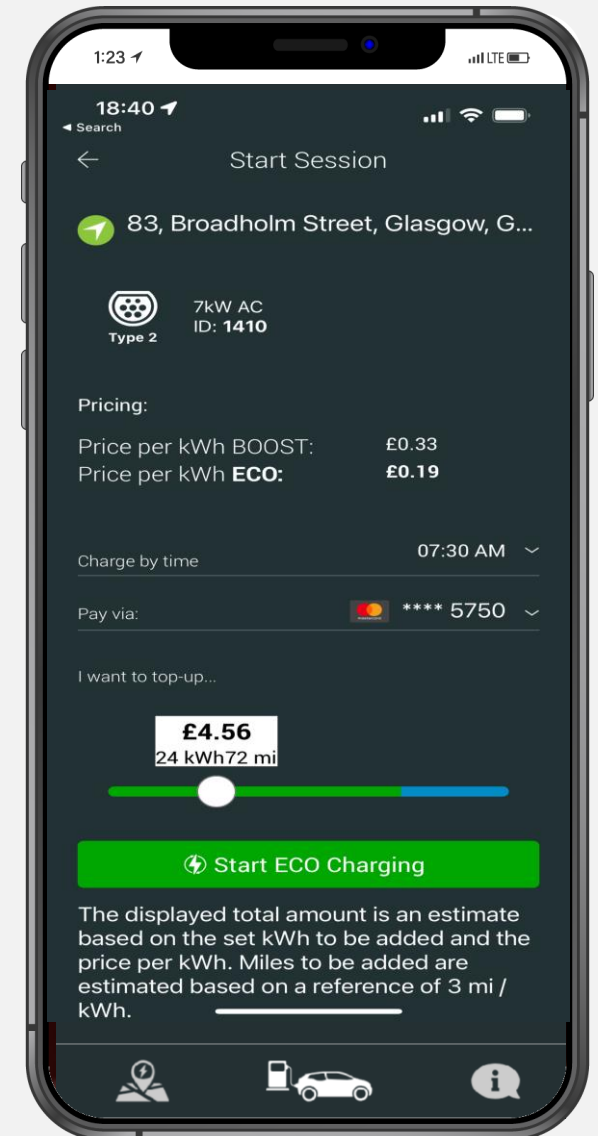 1:23
LTE
18:40
◄ Search
← Start Session
83, Broadholm Street, Glasgow, G...
7kW AC
Type 2
ID: 1410
Pricing:
Price per kWh BOOST: £0.33
Price per kWh ECO: £0.19
Charge by time 07:30 AM
Pay via: **** 5750
I want to top-up...
£4.56
24 kWh72 mi
Start ECO Charging
The displayed total amount is an estimate
based on the set kWh to be added and the
price per kWh. Miles to be added are
estimated based on a reference of 3 mi /
kWh.
i